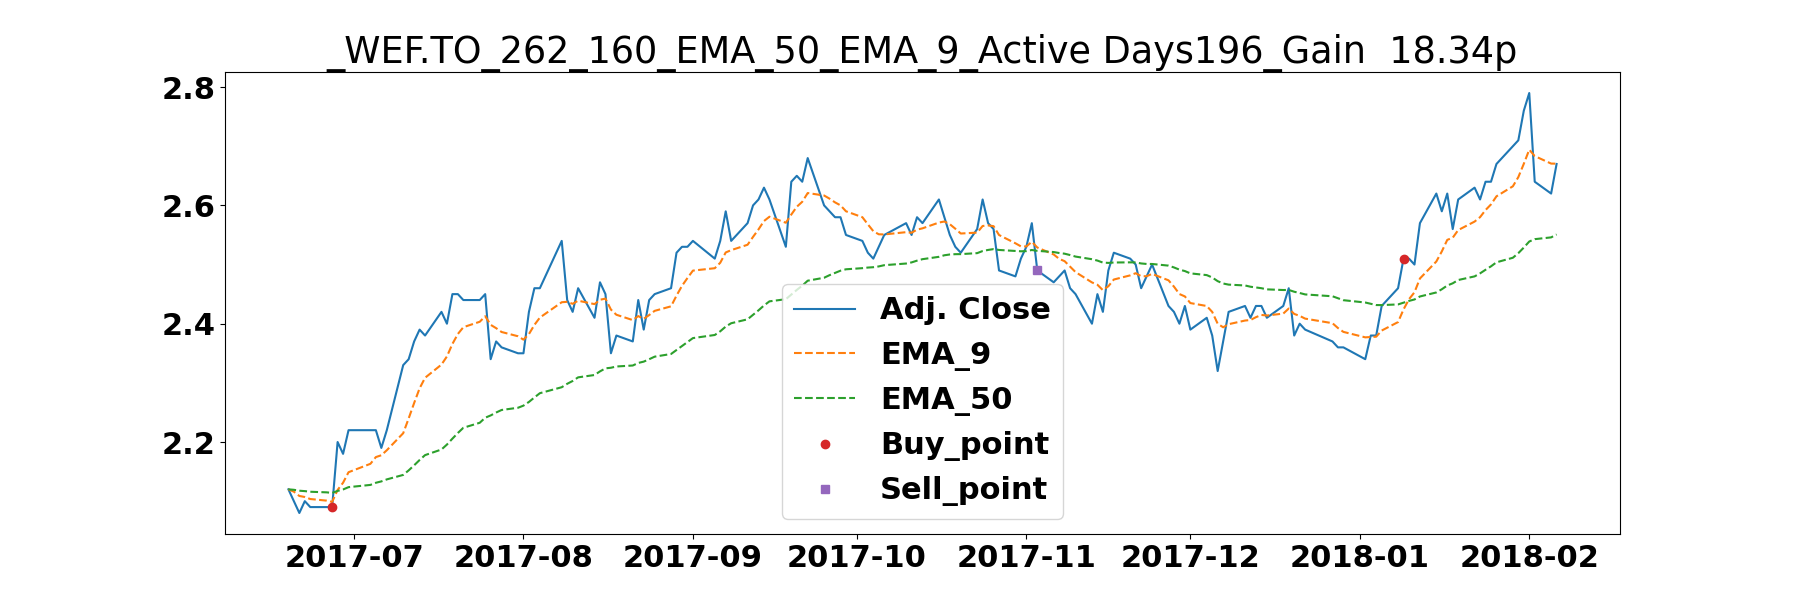 _WEF.TO_262_160_EMA_50_EMA_9_Active Days196_Gain  18.34p
2.8
2.6
2.4
2.2
Adj. Close
EMA_9
EMA_50
Buy_point
Sell_point
2017-07 2017-08 2017-09 2017-10 2017-11 2017-12 2018-01 2018-02